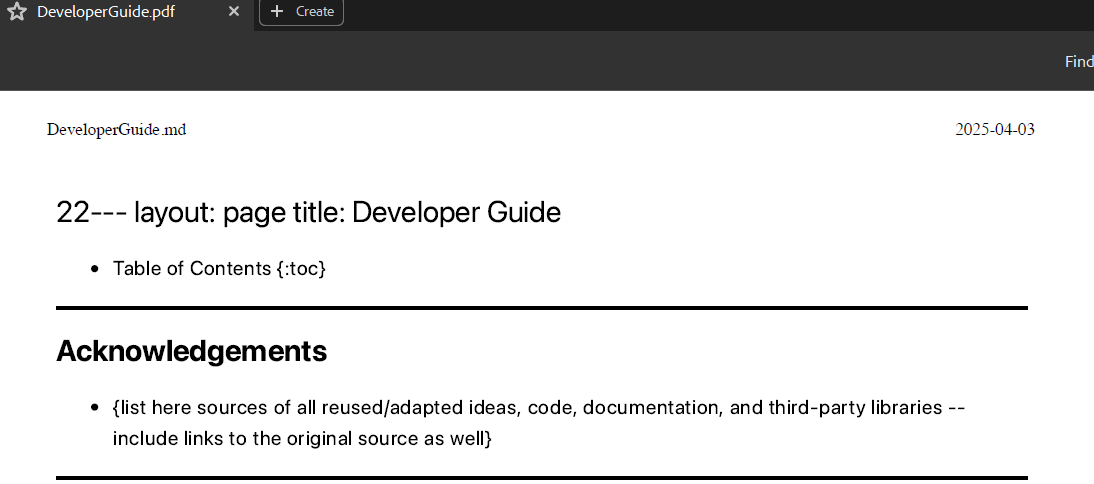 DeveloperGuide.pdf
Create
Find
DeveloperGuide.md
2025-04-03
22--- layout: page title: Developer Guide
• Table of Contents {:toc}
Acknowledgements
• {list here sources of all reused/adapted ideas, code, documentation, and third-party libraries --
include links to the original source as well}